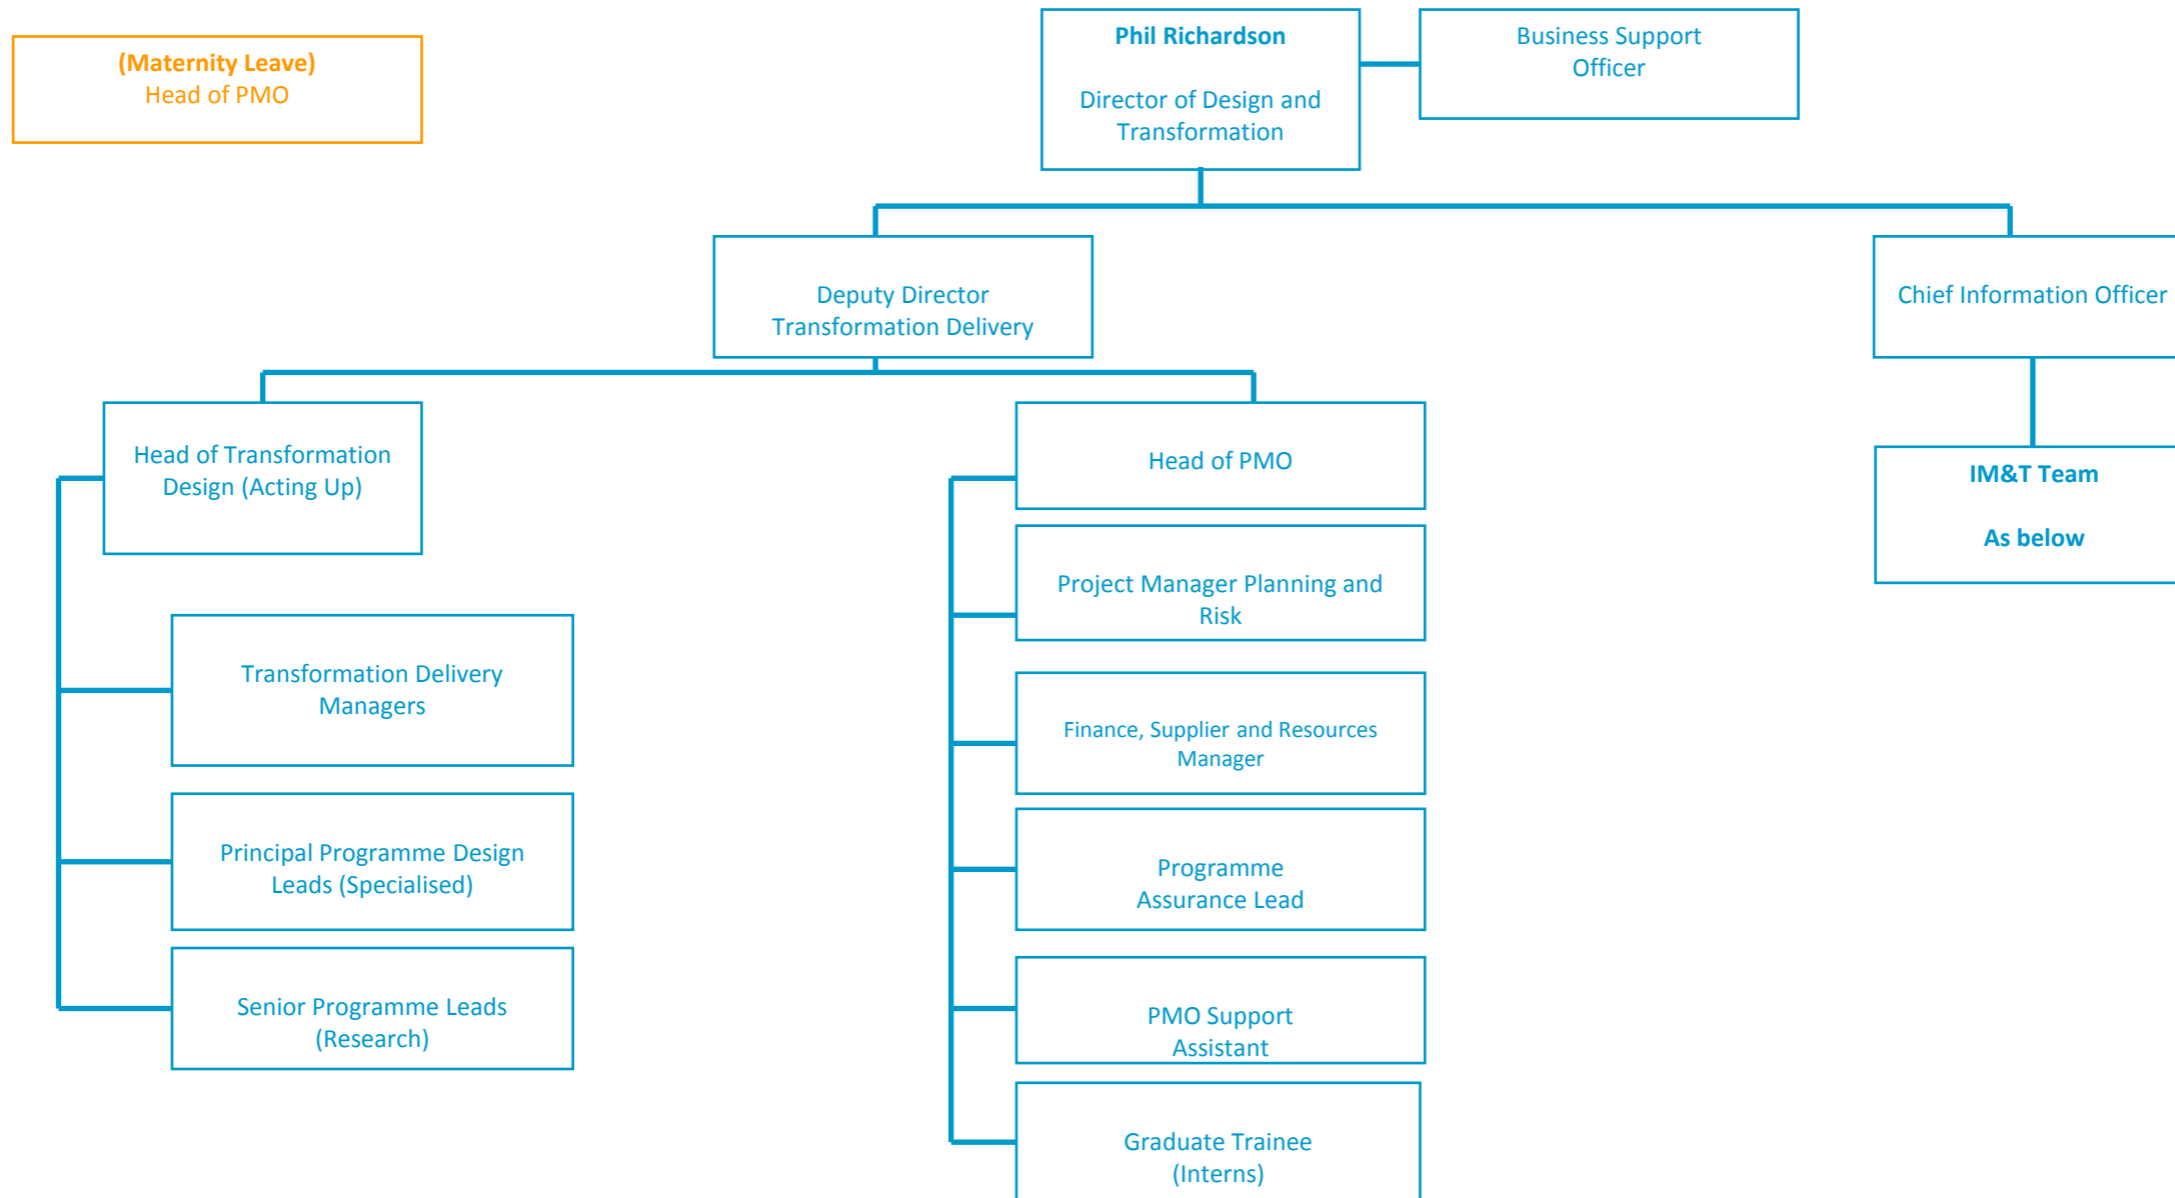 (Maternity Leave)
Head of PMO
Phil Richardson
Director of Design and
Transformation
Business Support
Officer
Deputy Director
Transformation Delivery
Chief Information Officer
Head of Transformation
Design (Acting Up)
Head of PMO
IM&T Team
As below
Project Manager Planning and
Risk
Transformation Delivery
Managers
Finance, Supplier and Resources
Manager
Principal Programme Design
Leads (Specialised)
Programme
Assurance Lead
Senior Programme Leads
(Research)
PMO Support
Assistant
Graduate Trainee
(Interns)